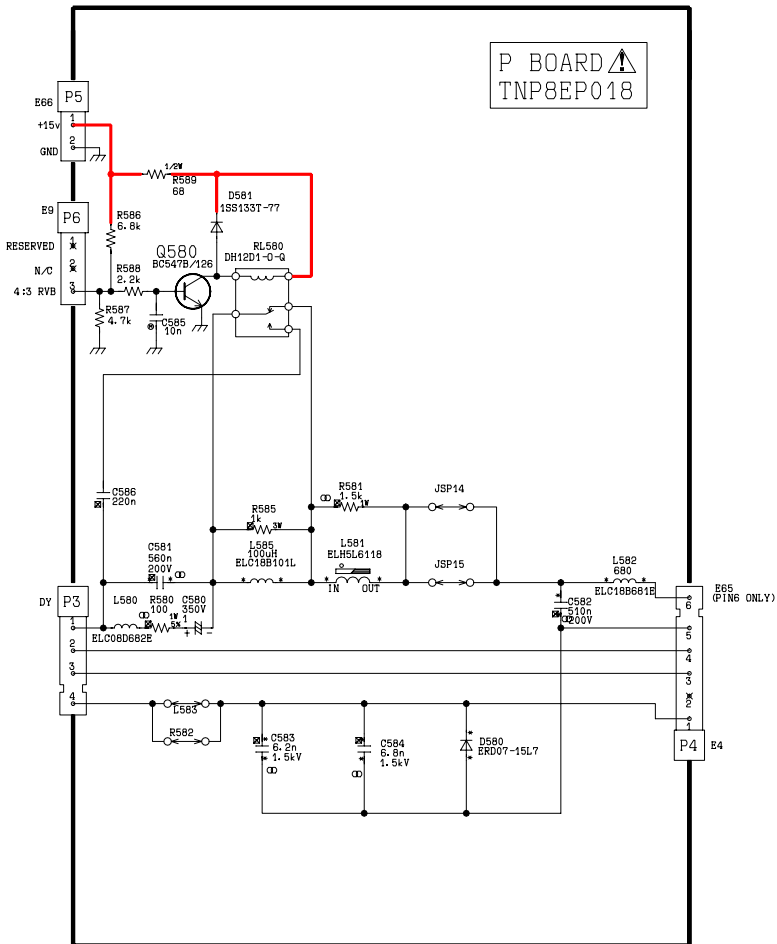 P BOARD
TNP8EP018
P5
E66
1
+15v
2
GND
1/2W
R589
68
D581
1SS133T-77
E9
P6
R586
6.8k
RESERVED
1
Q580
BC547B/126
RL580
DH12D1-O-Q
N/C
2
R588
2.2k
4:3 RVB
3
R587
4.7k
C585
10n
C586
220n
R581
1.5k
1W
JSP14
R585
1k
3W
C581
560n
200V
L585
100uH
ELC18B101L
L581
ELH5L6118
JSP15
L582
680
ELC18B681E
IN OUT
DY
P3
L580
R580
100
1W
5%
C580
350V
1
+
-
C582
510n
200V
E65
(PIN6 ONLY)
6
1
ELC08D682E
5
2
4
3
3
4
L583
2
R582
C583
6.2n
1.5kV
C584
6.8n
1.5kV
D580
ERD07-15L7
1
P4
E4